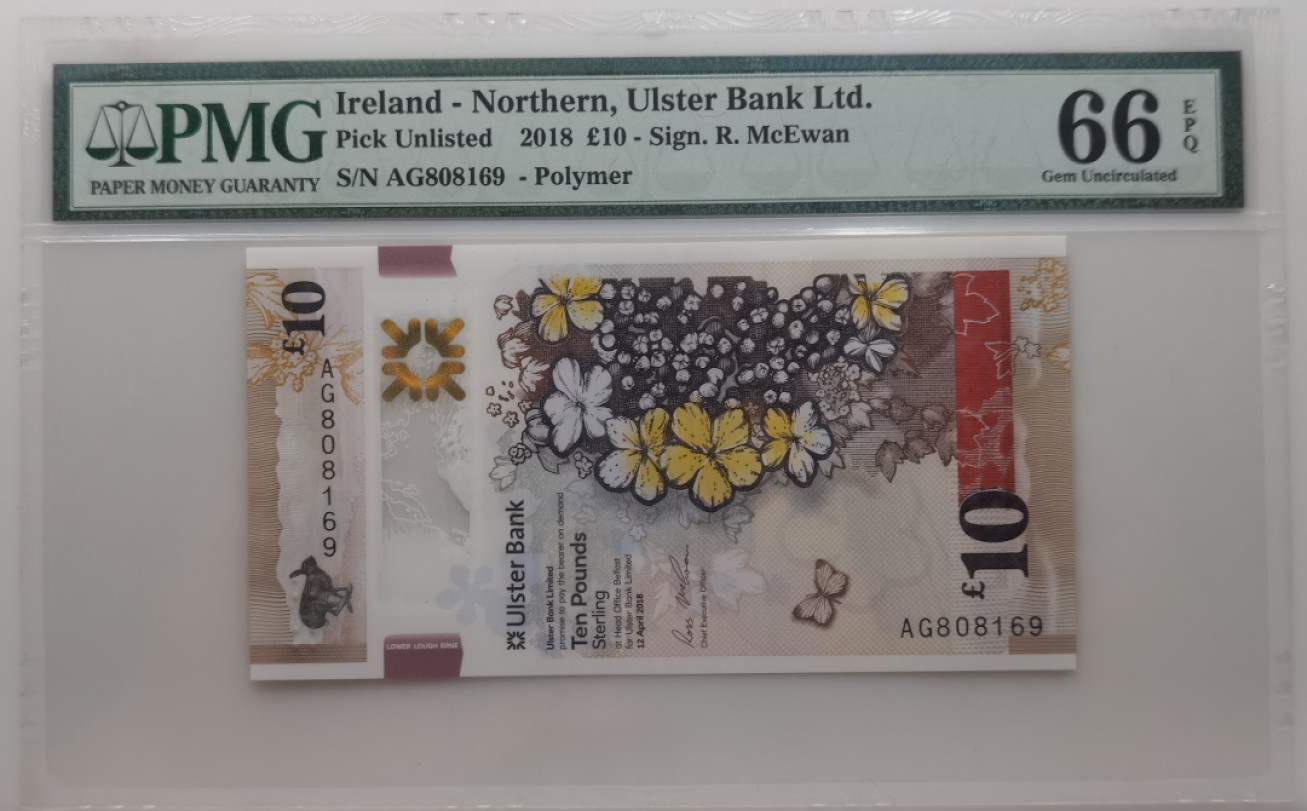 PMG
PAPER MONEY GUARANTY
Ireland - Northern, Ulster Bank Ltd.
Pick Unlisted 2018 £10 - Sign. R. McEwan
S/N AG808169 - Polymer
66
EPQ
Gem Uncirculated
£10
AG808169
LOWER LOUGH ERNE
Ulster Bank
Ulster Bank Limited
promise to pay the bearer on demand
Ten Pounds
Sterling
at Head Office Belfast
for Ulster Bank Limited
12 April 2018
Ross McEwan
Chief Executive Officer
£10
AG808169